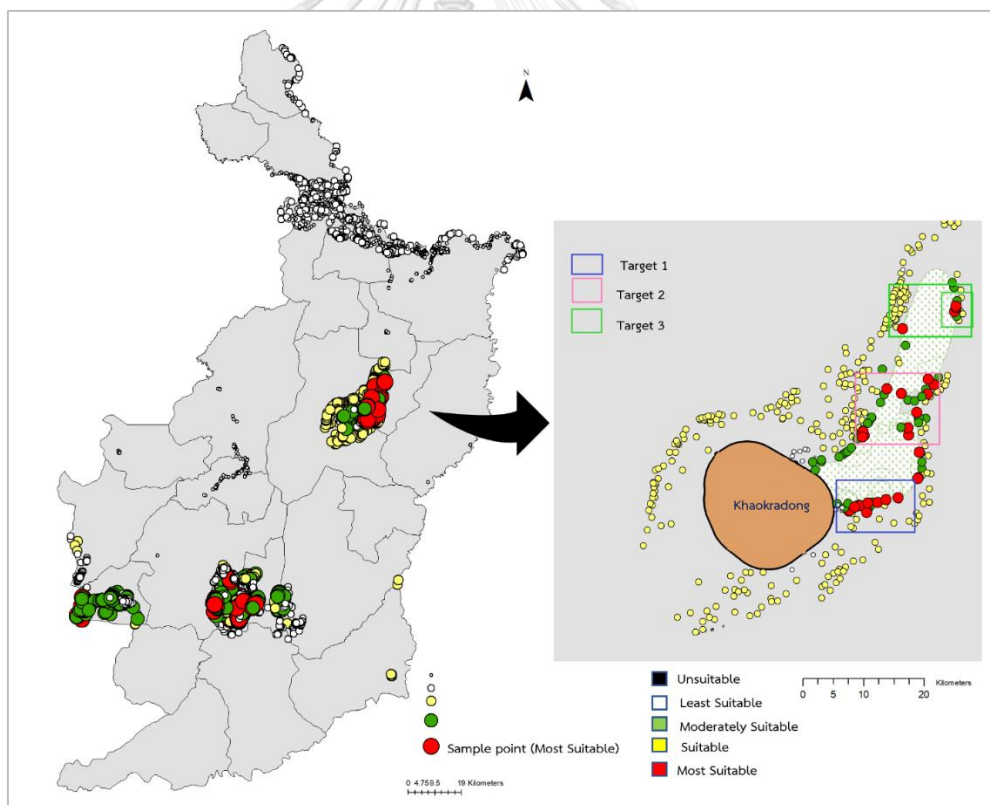 N
Target 1
Target 2
Target 3
Khaokradong
Unsuitable
Least Suitable
Moderately Suitable
Suitable
Most Suitable
Kilometers
0 5 10 20
Sample point (Most Suitable)
0 4.759.5 19 Kilometers